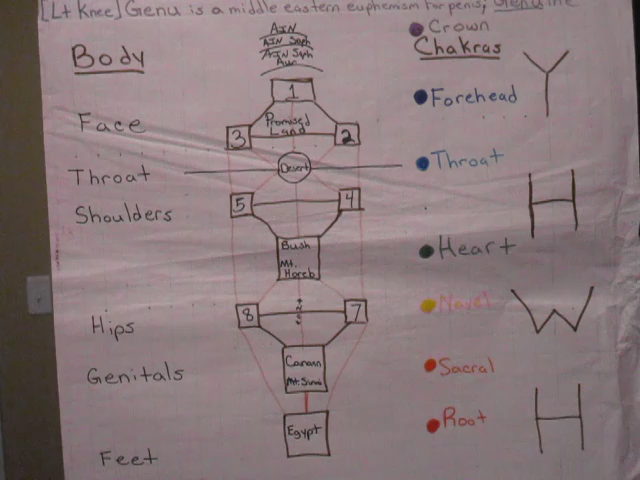 [Lt Knee] Genu is a middle eastern euphemism for penis; Genuine
Body
AIN
AIN Soph
AIN Soph
Aur
Crown
Chakras
1
Y
Forehead
Face
Promised
Land
3
2
Throat
Desert
Throat
Shoulders
5
4
H
Bush
Mt.
Horeb
Heart
Navel
W
Hips
8
7
Genitals
Canaan
Mt. Sinai
Sacral
Root
H
Egypt
Feet